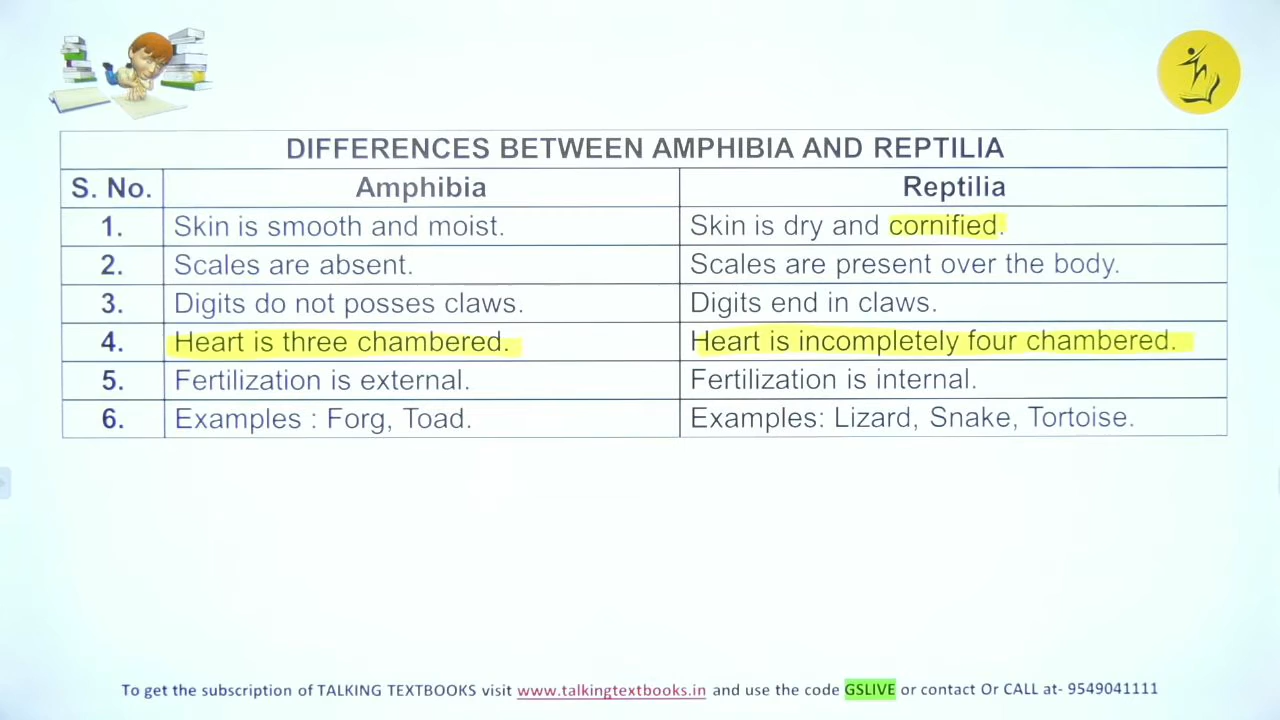 DIFFERENCES BETWEEN AMPHIBIA AND REPTILIA
S. No. Amphibia Reptilia
1. Skin is smooth and moist. Skin is dry and cornified.
2. Scales are absent. Scales are present over the body.
3. Digits do not posses claws. Digits end in claws.
4. Heart is three chambered. Heart is incompletely four chambered.
5. Fertilization is external. Fertilization is internal.
6. Examples : Forg, Toad. Examples: Lizard, Snake, Tortoise.
To get the subscription of TALKING TEXTBOOKS visit www.talkingtextbooks.in and use the code GSLIVE or contact Or CALL at- 9549041111